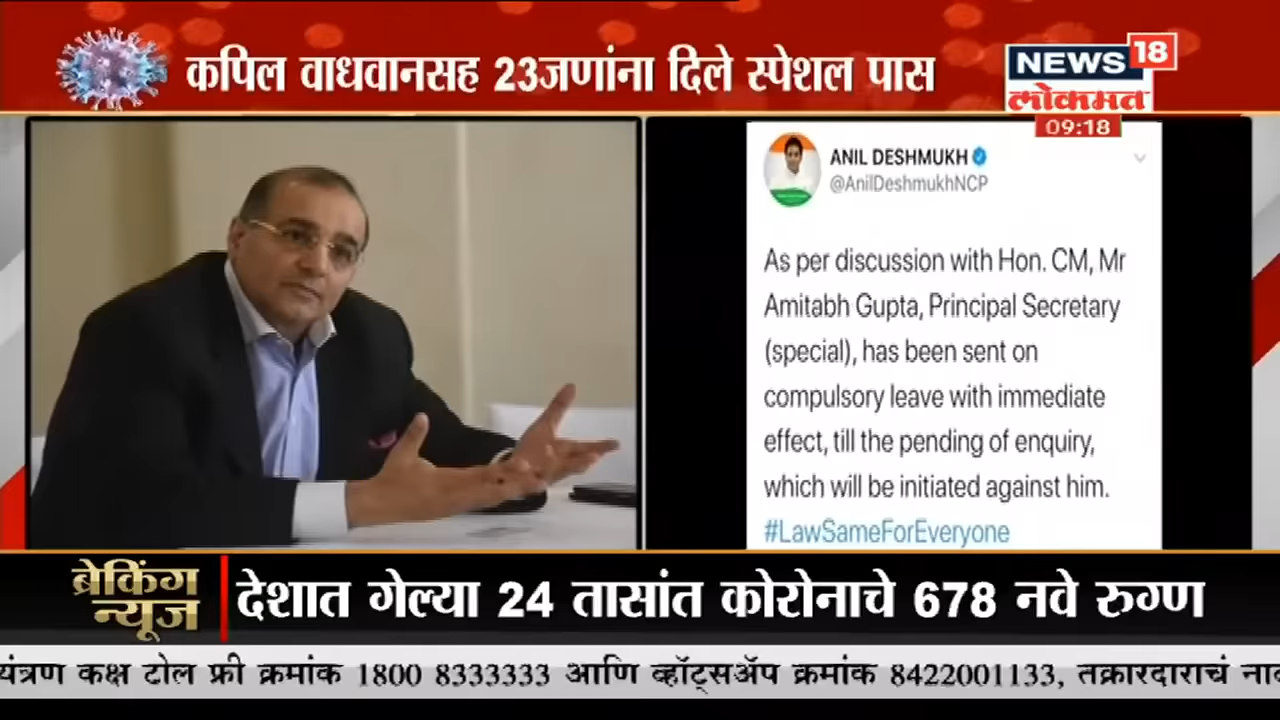 कपिल वाधवानसह 23जणांना दिले स्पेशल पास
NEWS 18
लोकमत
09:18
ANIL DESHMUKH
@AnilDeshmukhNCP
As per discussion with Hon. CM, Mr
Amitabh Gupta, Principal Secretary
(special), has been sent on
compulsory leave with immediate
effect, till the pending of enquiry,
which will be initiated against him.
#LawSameForEveryone
ब्रेकिंग
न्यूज
देशात गेल्या 24 तासांत कोरोनाचे 678 नवे रुग्ण
यंत्रण कक्ष टोल फ्री क्रमांक 1800 8333333 आणि व्हॉट्सॲप क्रमांक 8422001133, तक्रारदाराचं